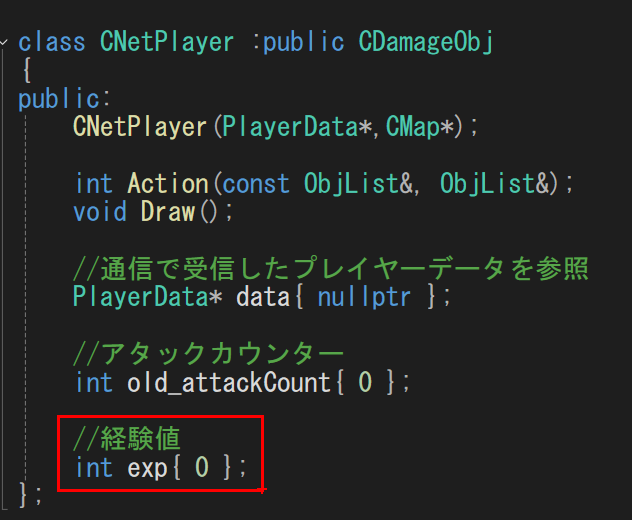 class CNetPlayer :public CDamageObj
{
public:
CNetPlayer(PlayerData*,CMap*);
int Action(const ObjList&, ObjList&);
void Draw();
//通信で受信したプレイヤーデータを参照
PlayerData* data{ nullptr };
//アタックカウンター
int old_attackCount{ 0 };
//経験値
int exp{ 0 };
};